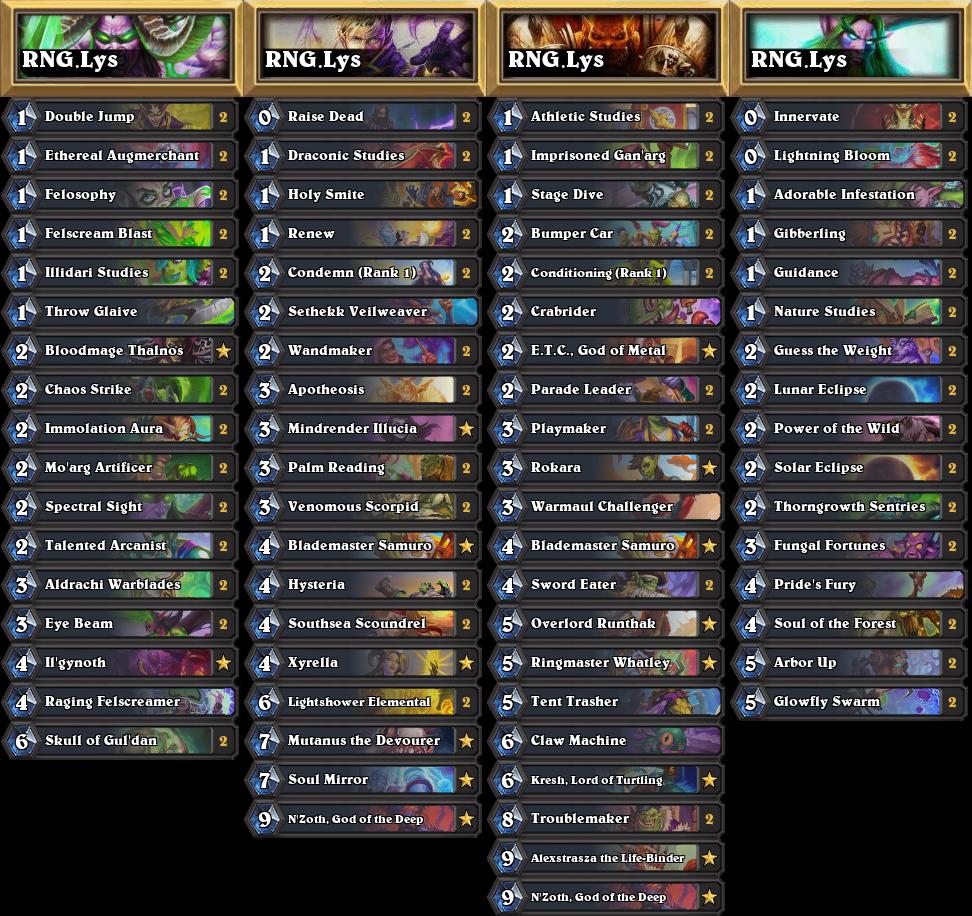 RNG.Lys
1 Double Jump 2
1 Ethereal Augmerchant 2
1 Felosophy 2
1 Felscream Blast 2
1 Illidari Studies 2
1 Throw Glaive
2 Bloodmage Thalnos
2 Chaos Strike 2
2 Immolation Aura 2
2 Mo'arg Artificer 2
2 Spectral Sight 2
2 Talented Arcanist 2
3 Aldrachi Warblades 2
3 Eye Beam 2
4 Il'gynoth
4 Raging Felscreamer
6 Skull of Gul'dan 2
RNG.Lys
0 Raise Dead 2
1 Draconic Studies 2
1 Holy Smite
1 Renew 2
2 Condemn (Rank 1) 2
2 Sethekk Veilweaver
2 Wandmaker 2
3 Apotheosis 2
3 Mindrender Illucia
3 Palm Reading 2
3 Venomous Scorpid 2
4 Blademaster Samuro
4 Hysteria 2
4 Southsea Scoundrel 2
4 Xyrella
6 Lightshower Elemental 2
7 Mutanus the Devourer
7 Soul Mirror
9 N'Zoth, God of the Deep
RNG.Lys
1 Athletic Studies 2
1 Imprisoned Gan'arg 2
1 Stage Dive 2
2 Bumper Car 2
2 Conditioning (Rank 1) 2
2 Crabrider
2 E.T.C., God of Metal
2 Parade Leader 2
3 Playmaker 2
3 Rokara
3 Warmaul Challenger
4 Blademaster Samuro
4 Sword Eater 2
5 Overlord Runthak
5 Ringmaster Whatley
5 Tent Trasher
6 Claw Machine
6 Kresh, Lord of Turtling
8 Troublemaker 2
9 Alexstrasza the Life-Binder
9 N'Zoth, God of the Deep
RNG.Lys
0 Innervate 2
0 Lightning Bloom 2
1 Adorable Infestation
1 Gibberling 2
1 Guidance 2
1 Nature Studies 2
2 Guess the Weight 2
2 Lunar Eclipse 2
2 Power of the Wild 2
2 Solar Eclipse 2
2 Thorngrowth Sentries 2
3 Fungal Fortunes 2
4 Pride's Fury
4 Soul of the Forest 2
5 Arbor Up 2
5 Glowfly Swarm 2